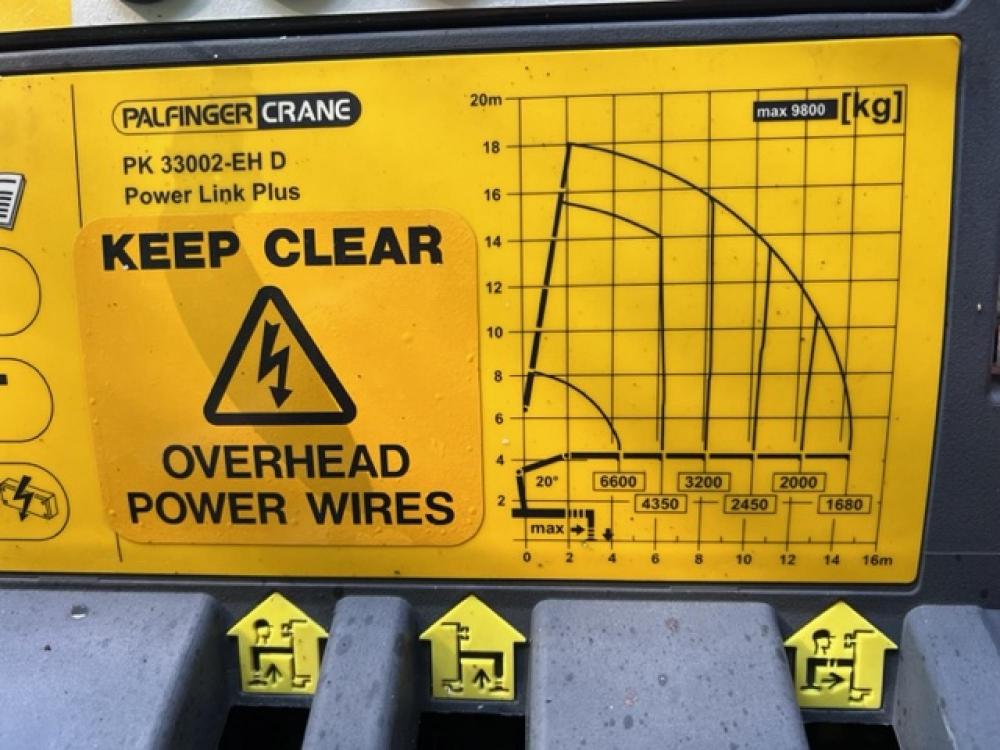 PALFINGER CRANE
PK 33002-EH D
Power Link Plus
KEEP CLEAR
OVERHEAD
POWER WIRES
max 9800 [kg]
20m
18
16
14
12
10
8
6
4
2
20°
6600
3200
2000
4350
2450
1680
max
0 2 4 6 8 10 12 14 16m